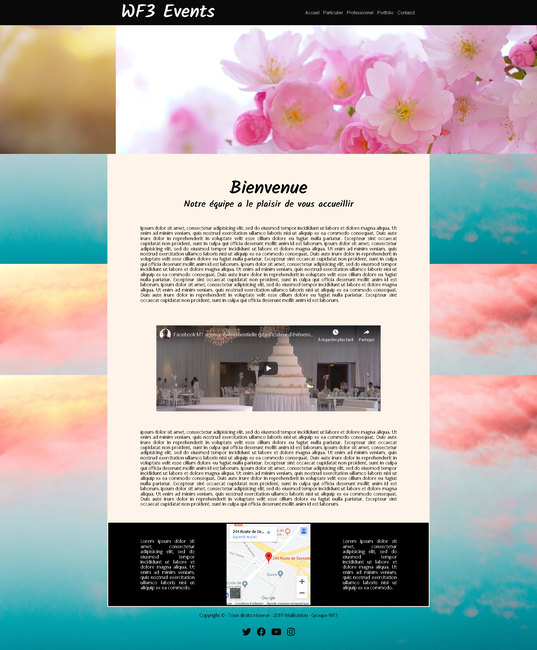 WF3 Events
Accueil Particulier Professionnel Portfolio Contact
Bienvenue
Notre équipe a le plaisir de vous accueillir
Ipsum dolor sit amet, consectetur adipisicing elit, sed do eiusmod tempor incididunt ut labore et dolore magna aliqua. Ut
enim ad minim veniam, quis nostrud exercitation ullamco laboris nisi ut aliquip ex ea commodo consequat. Duis aute
irure dolor in reprehenderit in voluptate velit esse cillum dolore eu fugiat nulla pariatur. Excepteur sint occaecat
cupidatat non proident, sunt in culpa qui officia deserunt mollit anim id est laborum. Ipsum dolor sit amet, consectetur
adipisicing elit, sed do eiusmod tempor incididunt ut labore et dolore magna aliqua. Ut enim ad minim veniam, quis
nostrud exercitation ullamco laboris nisi ut aliquip ex ea commodo consequat. Duis aute irure dolor in reprehenderit in
voluptate velit esse cillum dolore eu fugiat nulla pariatur. Excepteur sint occaecat cupidatat non proident, sunt in culpa
qui officia deserunt mollit anim id est laborum. Ipsum dolor sit amet, consectetur adipisicing elit, sed do eiusmod tempor
incididunt ut labore et dolore magna aliqua. Ut enim ad minim veniam, quis nostrud exercitation ullamco laboris nisi ut
aliquip ex ea commodo consequat. Duis aute irure dolor in reprehenderit in voluptate velit esse cillum dolore eu fugiat
nulla pariatur. Excepteur sint occaecat cupidatat non proident, sunt in culpa qui officia deserunt mollit anim id est
laborum. Ipsum dolor sit amet, consectetur adipisicing elit, sed do eiusmod tempor incididunt ut labore et dolore magna
aliqua. Ut enim ad minim veniam, quis nostrud exercitation ullamco laboris nisi ut aliquip ex ea commodo consequat.
Duis aute irure dolor in reprehenderit in voluptate velit esse cillum dolore eu fugiat nulla pariatur. Excepteur sint
occaecat cupidatat non proident, sunt in culpa qui officia deserunt mollit anim id est laborum.
À regarder plus tard Partager
Ipsum dolor sit amet, consectetur adipisicing elit, sed do eiusmod tempor incididunt ut labore et dolore magna aliqua. Ut
enim ad minim veniam, quis nostrud exercitation ullamco laboris nisi ut aliquip ex ea commodo consequat. Duis aute
irure dolor in reprehenderit in voluptate velit esse cillum dolore eu fugiat nulla pariatur. Excepteur sint occaecat
cupidatat non proident, sunt in culpa qui officia deserunt mollit anim id est laborum. Ipsum dolor sit amet, consectetur
adipisicing elit, sed do eiusmod tempor incididunt ut labore et dolore magna aliqua. Ut enim ad minim veniam, quis
nostrud exercitation ullamco laboris nisi ut aliquip ex ea commodo consequat. Duis aute irure dolor in reprehenderit in
voluptate velit esse cillum dolore eu fugiat nulla pariatur. Excepteur sint occaecat cupidatat non proident, sunt in culpa
qui officia deserunt mollit anim id est laborum. Ipsum dolor sit amet, consectetur adipisicing elit, sed do eiusmod tempor
incididunt ut labore et dolore magna aliqua. Ut enim ad minim veniam, quis nostrud exercitation ullamco laboris nisi ut
aliquip ex ea commodo consequat. Duis aute irure dolor in reprehenderit in voluptate velit esse cillum dolore eu fugiat
nulla pariatur. Excepteur sint occaecat cupidatat non proident, sunt in culpa qui officia deserunt mollit anim id est
laborum. Ipsum dolor sit amet, consectetur adipisicing elit, sed do eiusmod tempor incididunt ut labore et dolore magna
aliqua. Ut enim ad minim veniam, quis nostrud exercitation ullamco laboris nisi ut aliquip ex ea commodo consequat.
Duis aute irure dolor in reprehenderit in voluptate velit esse cillum dolore eu fugiat nulla pariatur. Excepteur sint
occaecat cupidatat non proident, sunt in culpa qui officia deserunt mollit anim id est laborum.
Lorem ipsum dolor sit
amet, consectetur
adipisicing elit, sed do
eiusmod tempor
incididunt ut labore et
dolore magna aliqua. Ut
enim ad minim veniam,
quis nostrud exercitation
ullamco laboris nisi ut
aliquip ex ea commodo.
244 Route de Se...
Google
Lorem ipsum dolor sit
amet, consectetur
adipisicing elit, sed do
eiusmod tempor
incididunt ut labore et
dolore magna aliqua. Ut
enim ad minim veniam,
quis nostrud exercitation
ullamco laboris nisi ut
aliquip ex ea commodo.
Copyright © - Tous droits réservé - 2019 Réalisation - Groupe WF3